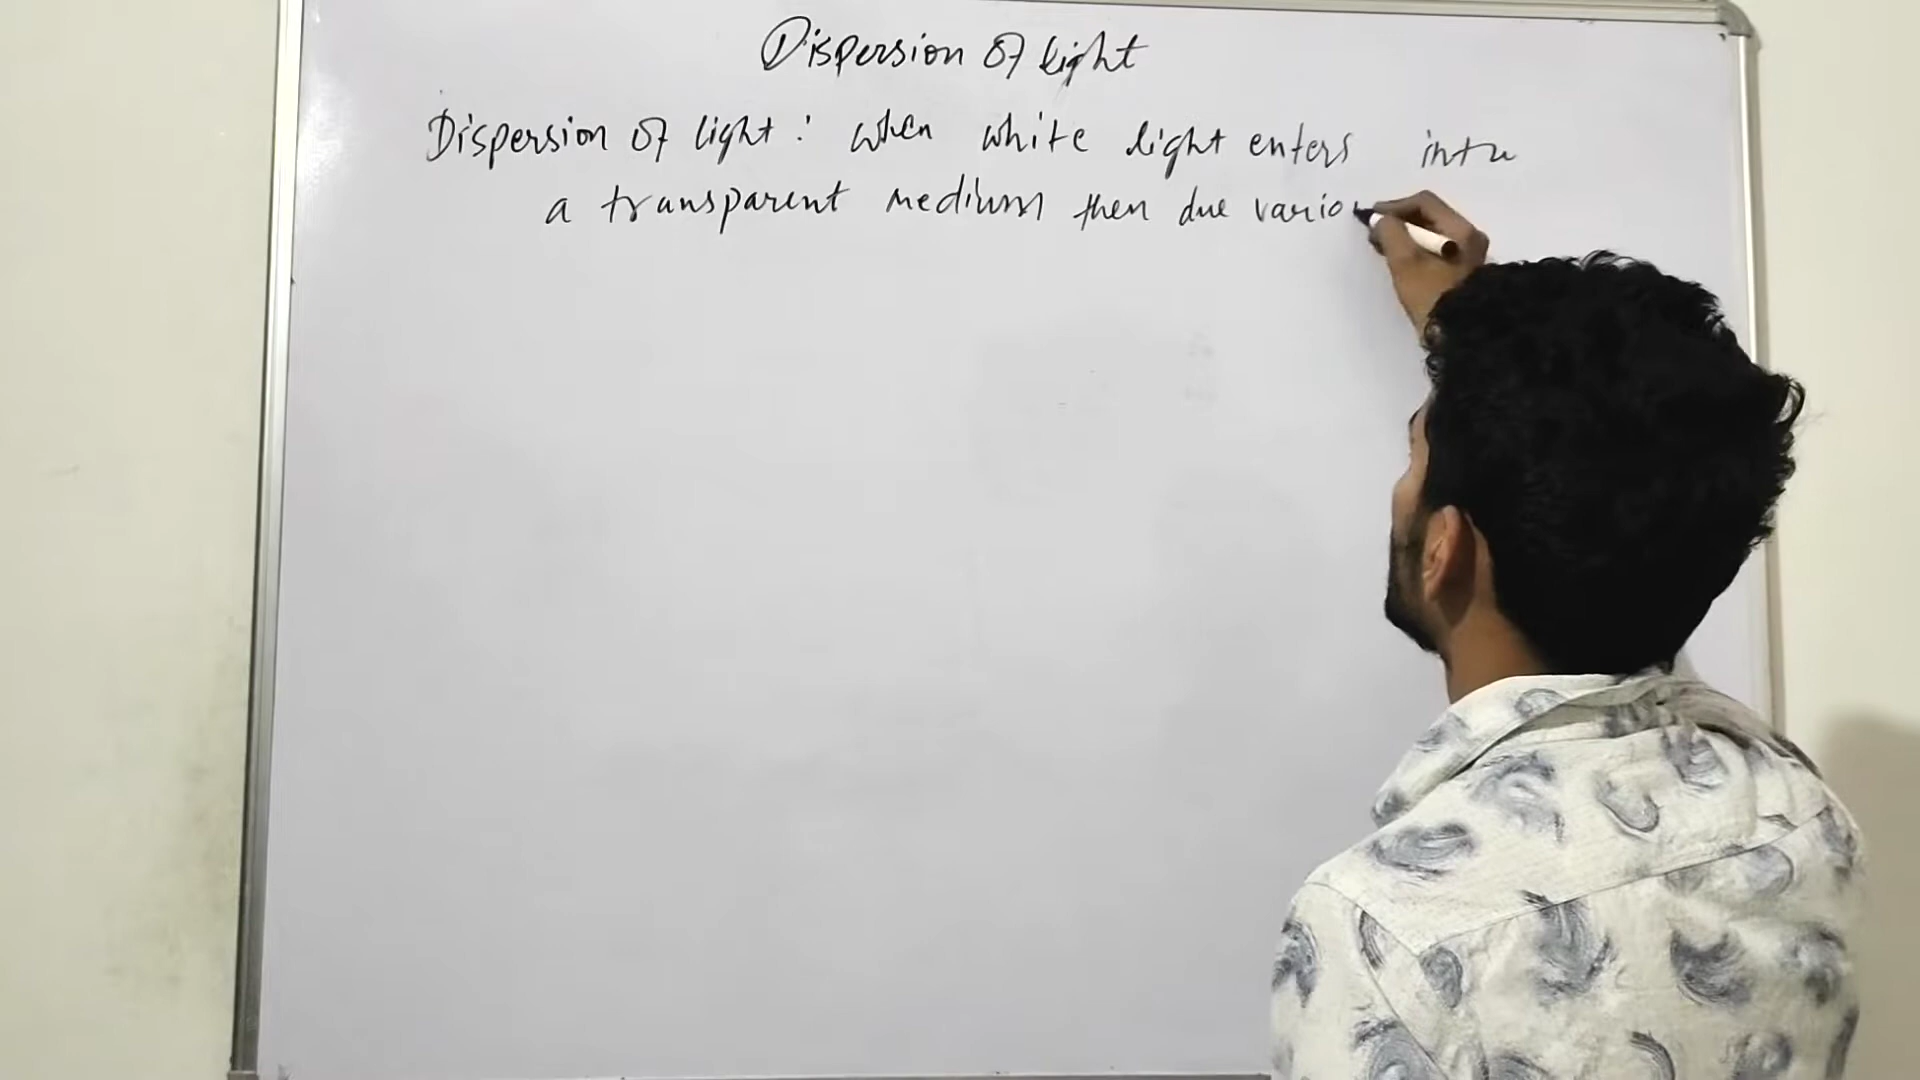 Dispersion of light
Dispersion of light : when white light enters into
a transparent medium then due vario